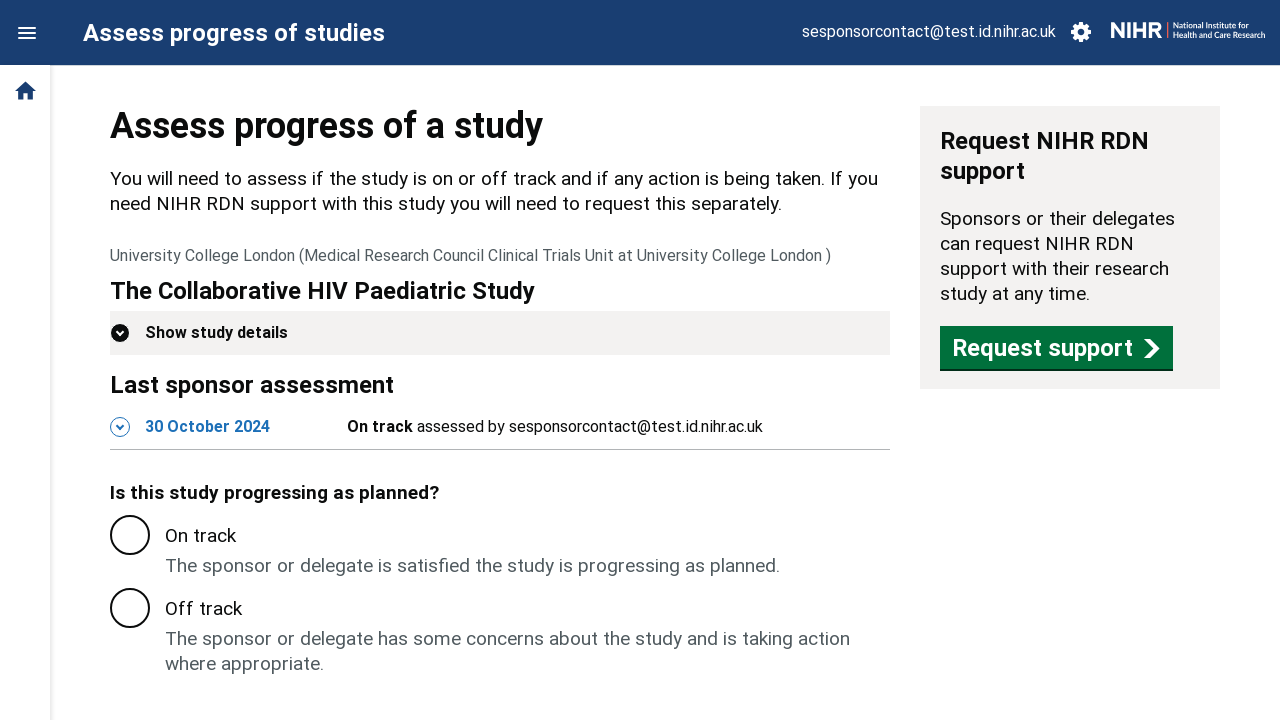 Assess progress of studies
sesponsorcontact@test.id.nihr.ac.uk
NIHR | National Institute for
Health and Care Research
Assess progress of a study
You will need to assess if the study is on or off track and if any action is being taken. If you
need NIHR RDN support with this study you will need to request this separately.
University College London (Medical Research Council Clinical Trials Unit at University College London )
The Collaborative HIV Paediatric Study
Show study details
Last sponsor assessment
30 October 2024
On track assessed by sesponsorcontact@test.id.nihr.ac.uk
Is this study progressing as planned?
On track
The sponsor or delegate is satisfied the study is progressing as planned.
Off track
The sponsor or delegate has some concerns about the study and is taking action
where appropriate.
Request NIHR RDN
support
Sponsors or their delegates
can request NIHR RDN
support with their research
study at any time.
Request support